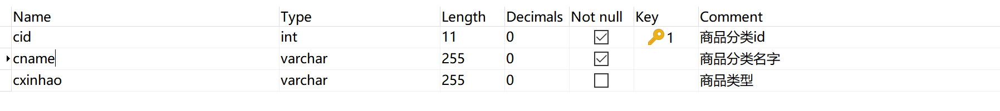 Name Type Length Decimals Not null Key Comment
cid int 11 0 1 商品分类id
cname varchar 255 0 商品分类名字
cxinhao varchar 255 0 商品类型